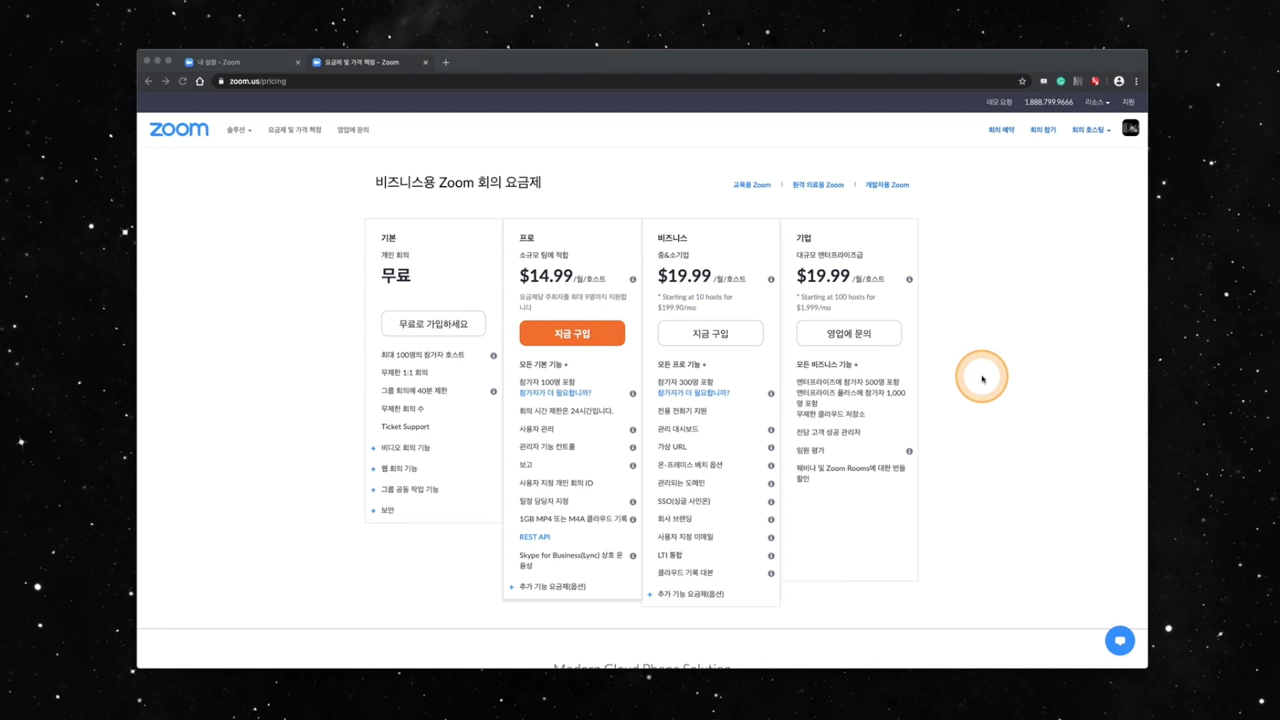 내 설정 - Zoom
요금제 및 가격 책정 - Zoom
zoom.us/pricing
데모 요청 1.888.799.9666 리소스 지원
zoom 솔루션 요금제 및 가격 책정 영업에 문의 회의 예약 회의 참가 회의 호스팅
비즈니스용 Zoom 회의 요금제
교육용 Zoom | 원격 의료용 Zoom | 개발자용 Zoom
기본
개인 회의
무료
무료로 가입하세요
최대 100명의 참가자 호스트
무제한 1:1 회의
그룹 회의에 40분 제한
무제한 회의 수
Ticket Support
+ 비디오 회의 기능
+ 웹 회의 기능
+ 그룹 공동 작업 기능
+ 보안
프로
소규모 팀에 적합
$14.99/월/호스트
요금제당 주최자를 최대 9명까지 지원합
니다
지금 구입
모든 기본 기능 +
참가자 100명 포함
참가자가 더 필요합니까?
회의 시간 제한은 24시간입니다.
사용자 관리
관리자 기능 컨트롤
보고
사용자 지정 개인 회의 ID
일정 담당자 지정
1GB MP4 또는 M4A 클라우드 기록
REST API
Skype for Business(Lync) 상호 운
용성
+ 추가 기능 요금제(옵션)
비즈니스
중&소기업
$19.99 /월/호스트
* Starting at 10 hosts for
$199.90/mo
지금 구입
모든 프로 기능 +
참가자 300명 포함
참가자가 더 필요합니까?
전용 전화기 지원
관리 대시보드
가상 URL
온-프레미스 배치 옵션
관리되는 도메인
SSO(싱글 사인온)
회사 브랜딩
사용자 지정 이메일
LTI 통합
클라우드 기록 대본
+ 추가 기능 요금제(옵션)
기업
대규모 엔터프라이즈급
$19.99/월/호스트
* Starting at 100 hosts for
$1,999/mo
영업에 문의
모든 비즈니스 기능 +
엔터프라이즈에 참가자 500명 포함
엔터프라이즈 플러스에 참가자 1,000
명 포함
무제한 클라우드 저장소
전담 고객 성공 관리자
임원 평가
웨비나 및 Zoom Rooms에 대한 번들
할인
Modern Cloud Phone Solution